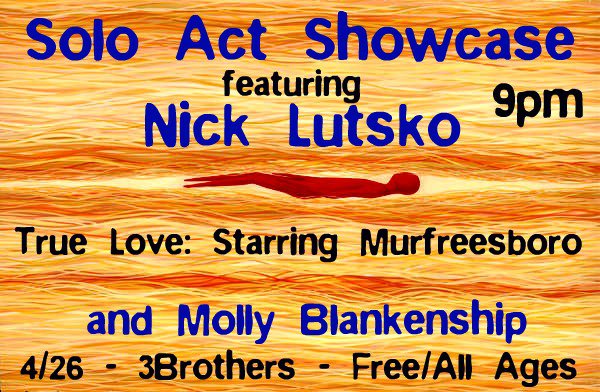 Solo Act Showcase
featuring
9pm
Nick Lutsko
True Love: Starring Murfreesboro
and Molly Blankenship
4/26 - 3Brothers - Free/All Ages